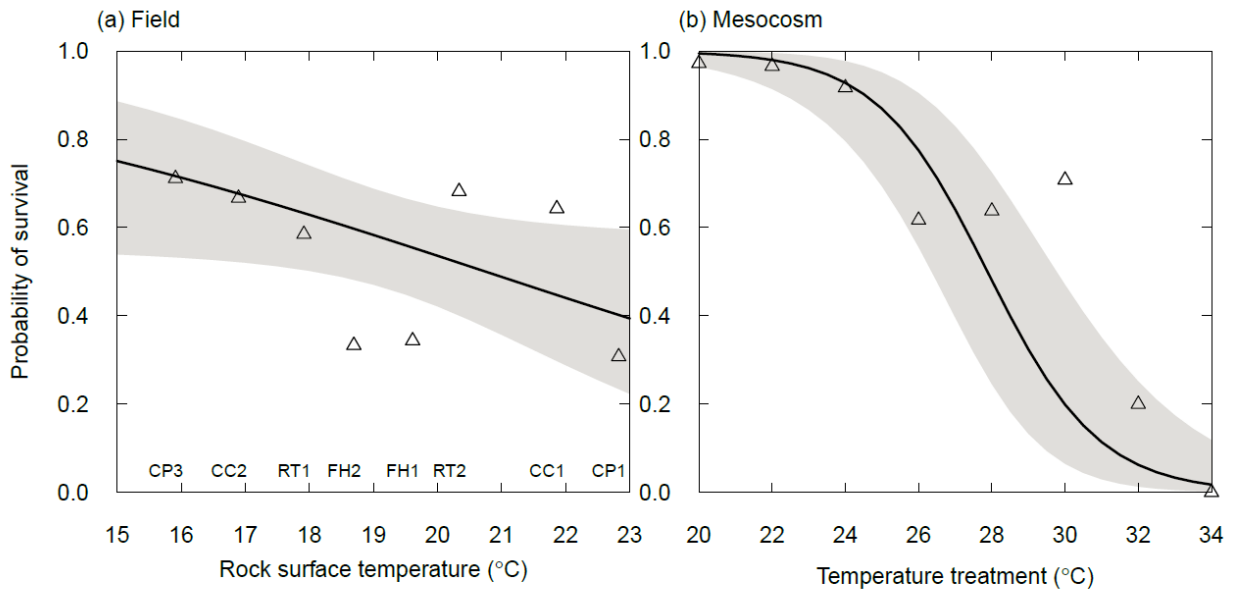 (a) Field
(b) Mesocosm
Probability of survival
1.0
0.8
0.6
0.4
0.2
0.0
CP3 CC2 RT1 FH2 FH1 RT2 CC1 CP1
15 16 17 18 19 20 21 22 23
Rock surface temperature (°C)
1.0
0.8
0.6
0.4
0.2
0.0
20 22 24 26 28 30 32 34
Temperature treatment (°C)